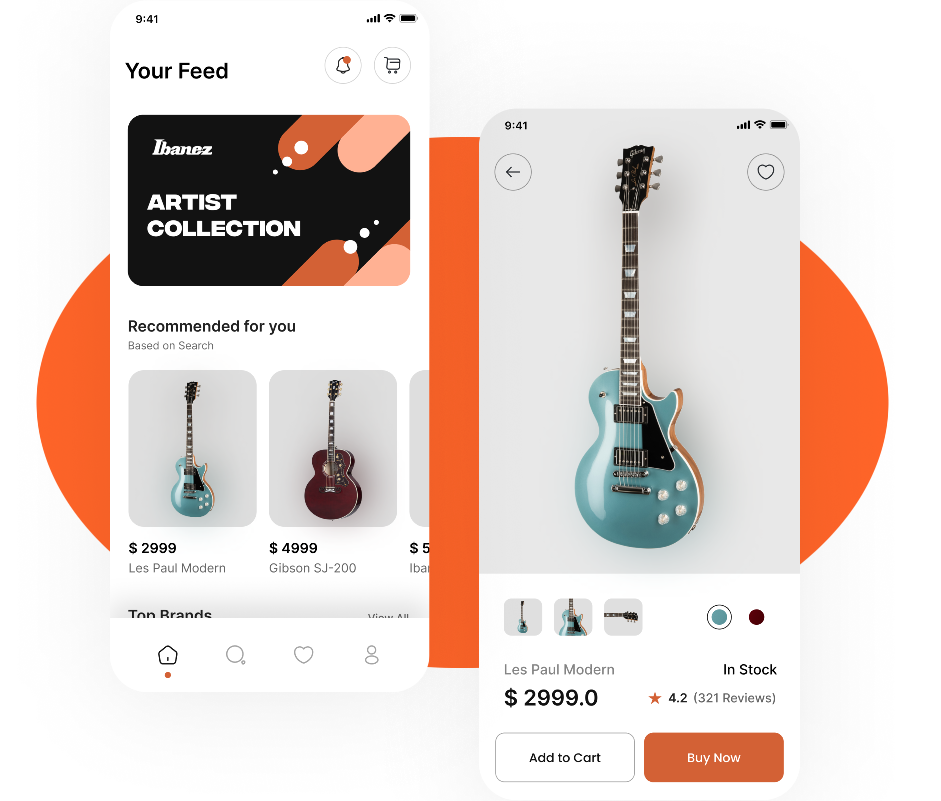 9:41
Your Feed
Ibanez
ARTIST
COLLECTION
Recommended for you
Based on Search
$ 2999
Les Paul Modern
$ 4999
Gibson SJ-200
$ 5
Iba
Top Brands
View All
9:41
Gibson
Les Paul Modern
In Stock
$ 2999.0
4.2 (321 Reviews)
Add to Cart
Buy Now